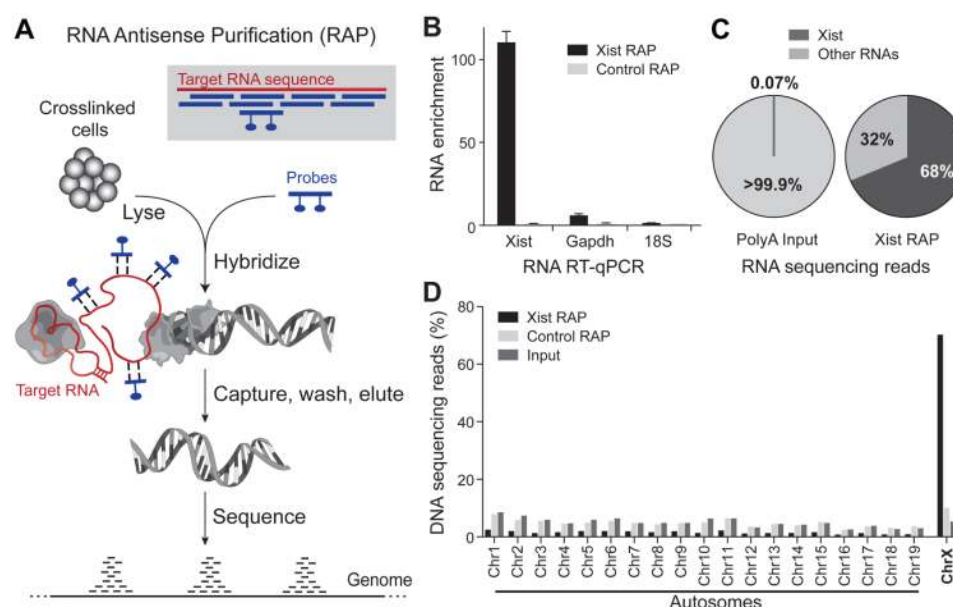 A
RNA Antisense Purification (RAP)
Target RNA sequence
Crosslinked
cells
Probes
Lyse
Hybridize
Target RNA
Capture, wash, elute
Sequence
Genome
B
Xist RAP
Control RAP
RNA enrichment
100
50
0
Xist
Gapdh
18S
RNA RT-qPCR
C
Xist
Other RNAs
0.07%
>99.9%
32%
68%
PolyA Input
Xist RAP
RNA sequencing reads
D
Xist RAP
Control RAP
Input
DNA sequencing reads (%)
80
60
40
20
0
Chr1
Chr2
Chr3
Chr4
Chr5
Chr6
Chr7
Chr8
Chr9
Chr10
Chr11
Chr12
Chr13
Chr14
Chr15
Chr16
Chr17
Chr18
Chr19
ChrX
Autosomes